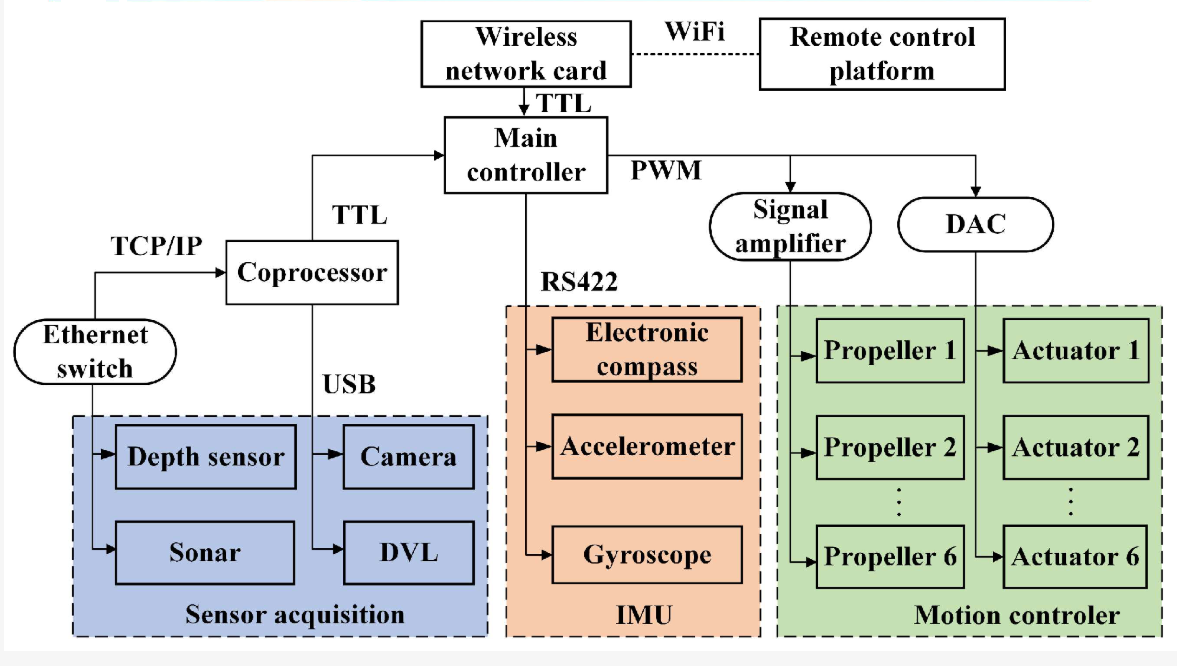 Wireless
network card
WiFi
Remote control
platform
TTL
Main
controller
PWM
Signal
amplifier
DAC
TTL
TCP/IP
Coprocessor
RS422
Ethernet
switch
USB
Depth sensor
Camera
Sonar
DVL
Sensor acquisition
Electronic
compass
Accelerometer
Gyroscope
IMU
Propeller 1
Actuator 1
Propeller 2
Actuator 2
Propeller 6
Actuator 6
Motion controler